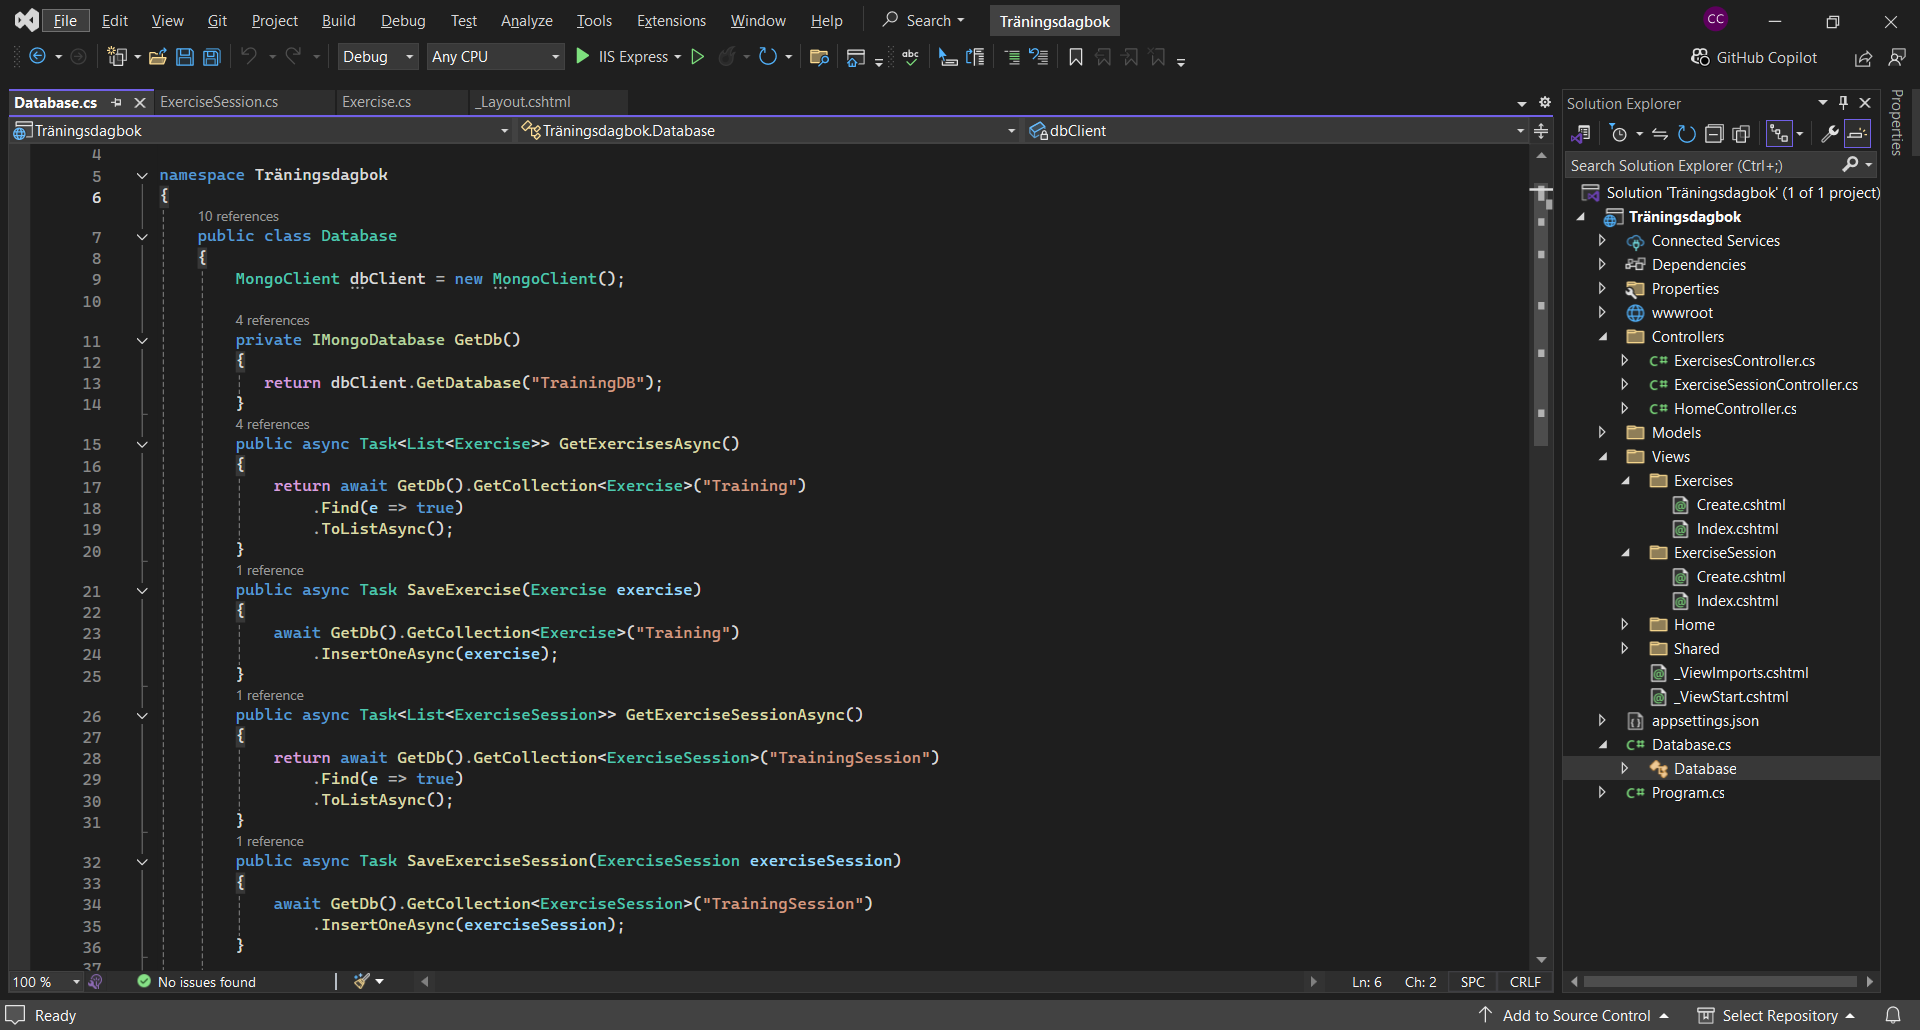 File Edit View Git Project Build Debug Test Analyze Tools Extensions Window Help Search Träningsdagbok CC
Debug Any CPU IIS Express abc GitHub Copilot
Database.cs ExerciseSession.cs Exercise.cs _Layout.cshtml
Träningsdagbok Träningsdagbok.Database dbClient
4
5 namespace Träningsdagbok
6 {
10 references
7 public class Database
8 {
9 MongoClient dbClient = new MongoClient();
10
4 references
11 private IMongoDatabase GetDb()
12 {
13 return dbClient.GetDatabase("TrainingDB");
14 }
4 references
15 public async Task<List<Exercise>> GetExercisesAsync()
16 {
17 return await GetDb().GetCollection<Exercise>("Training")
18 .Find(e => true)
19 .ToListAsync();
20 }
1 reference
21 public async Task SaveExercise(Exercise exercise)
22 {
23 await GetDb().GetCollection<Exercise>("Training")
24 .InsertOneAsync(exercise);
25 }
1 reference
26 public async Task<List<ExerciseSession>> GetExerciseSessionAsync()
27 {
28 return await GetDb().GetCollection<ExerciseSession>("TrainingSession")
29 .Find(e => true)
30 .ToListAsync();
31 }
1 reference
32 public async Task SaveExerciseSession(ExerciseSession exerciseSession)
33 {
34 await GetDb().GetCollection<ExerciseSession>("TrainingSession")
35 .InsertOneAsync(exerciseSession);
36 }
37
100 % No issues found Ln: 6 Ch: 2 SPC CRLF
Solution Explorer
Search Solution Explorer (Ctrl+;)
Solution 'Träningsdagbok' (1 of 1 project)
Träningsdagbok
Connected Services
Dependencies
Properties
wwwroot
Controllers
C# ExercisesController.cs
C# ExerciseSessionController.cs
C# HomeController.cs
Models
Views
Exercises
Create.cshtml
Index.cshtml
ExerciseSession
Create.cshtml
Index.cshtml
Home
Shared
_ViewImports.cshtml
_ViewStart.cshtml
appsettings.json
C# Database.cs
Database
C# Program.cs
Properties
Ready Add to Source Control Select Repository